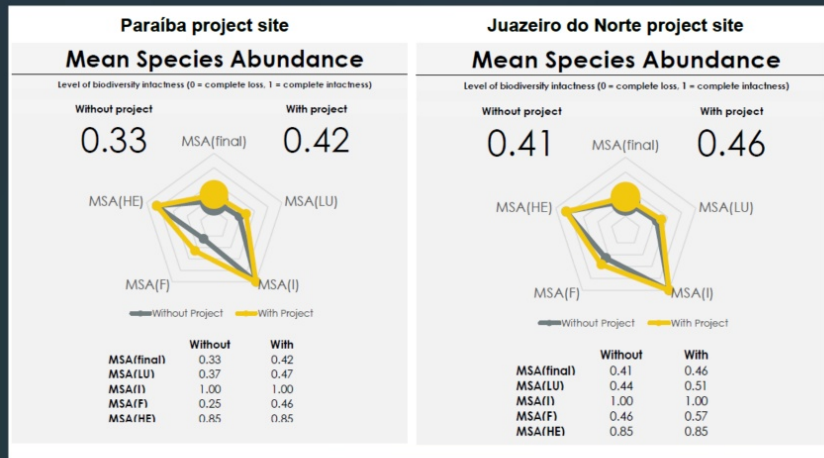 Paraíba project site
Mean Species Abundance
Level of biodiversity intactness (0 = complete loss, 1 = complete intactness)
Without project
With project
0.33
0.42
MSA(final)
MSA(HE)
MSA(LU)
MSA(F)
MSA(I)
Without Project
With Project
Without With
MSA(final) 0.33 0.42
MSA(LU) 0.37 0.47
MSA(I) 1.00 1.00
MSA(F) 0.25 0.46
MSA(HE) 0.85 0.85
Juazeiro do Norte project site
Mean Species Abundance
Level of biodiversity intactness (0 = complete loss, 1 = complete intactness)
Without project
With project
0.41
0.46
MSA(final)
MSA(HE)
MSA(LU)
MSA(F)
MSA(I)
Without Project
With Project
Without With
MSA(final) 0.41 0.46
MSA(LU) 0.44 0.51
MSA(I) 1.00 1.00
MSA(F) 0.46 0.57
MSA(HE) 0.85 0.85